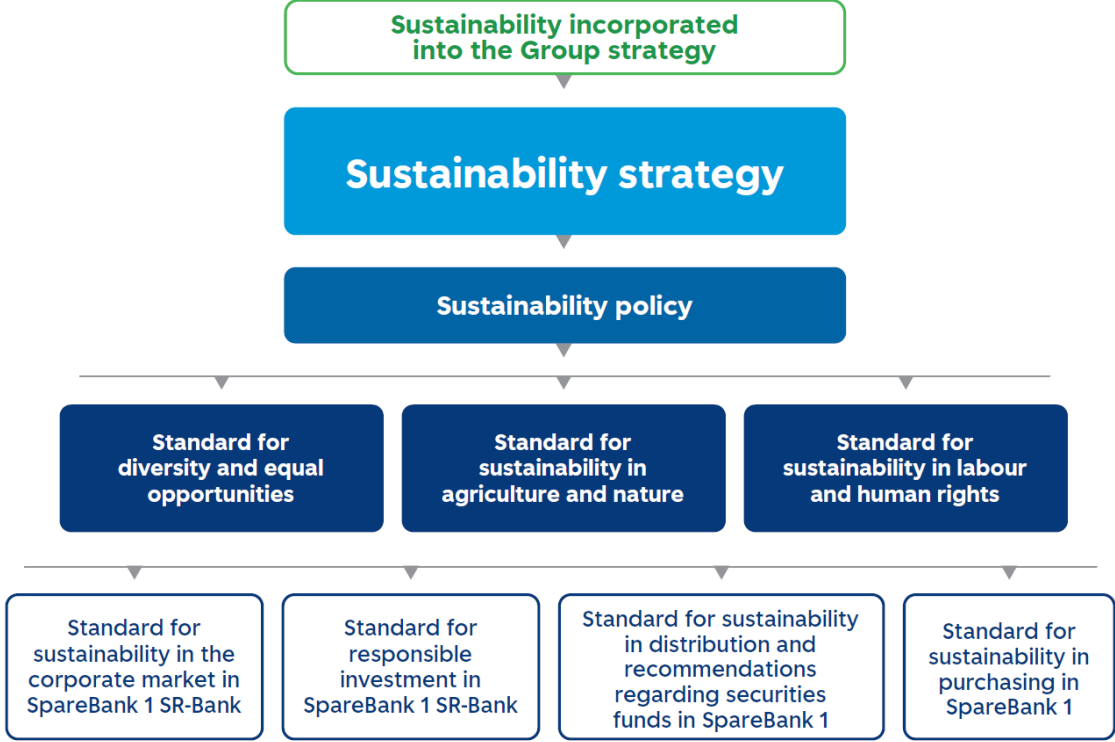 Sustainability incorporated
into the Group strategy
Sustainability strategy
Sustainability policy
Standard for
diversity and equal
opportunities
Standard for
sustainability in
agriculture and nature
Standard for
sustainability in labour
and human rights
Standard for
sustainability in the
corporate market in
SpareBank 1 SR-Bank
Standard for
responsible
investment in
SpareBank 1 SR-Bank
Standard for sustainability
in distribution and
recommendations
regarding securities
funds in SpareBank 1
Standard for
sustainability in
purchasing in
SpareBank 1